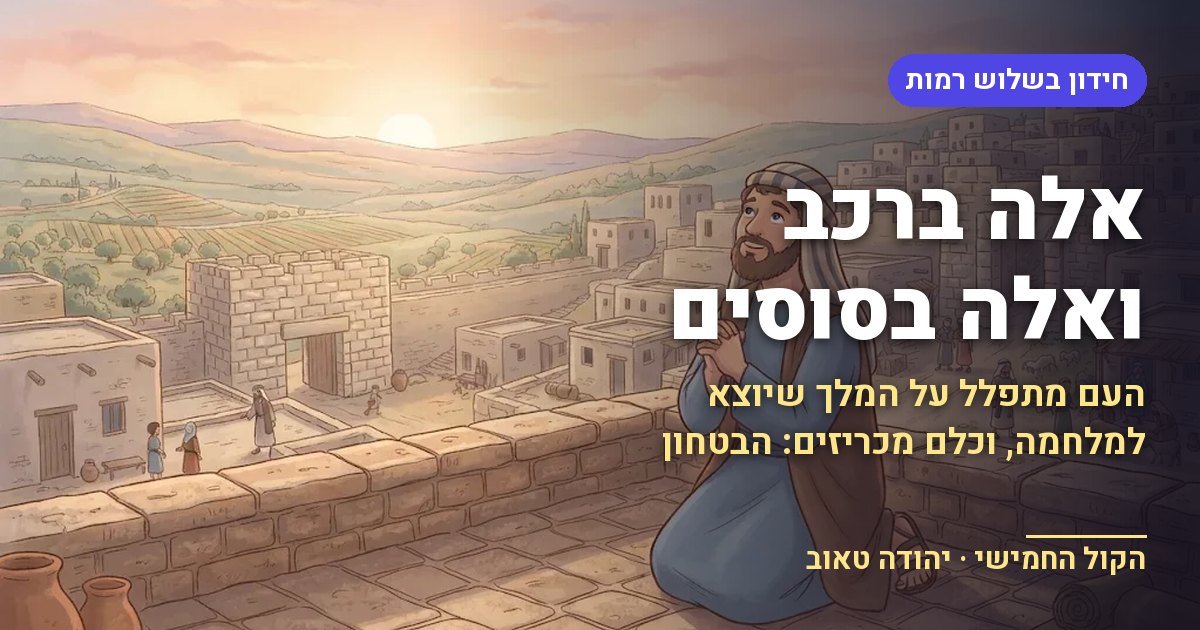 חידון בשלוש רמות
אלה ברכב
ואלה בסוסים
העם מתפלל על המלך שיוצא
למלחמה, וכלם מכריזים: הבטחון
הקול החמישי · יהודה טאוב